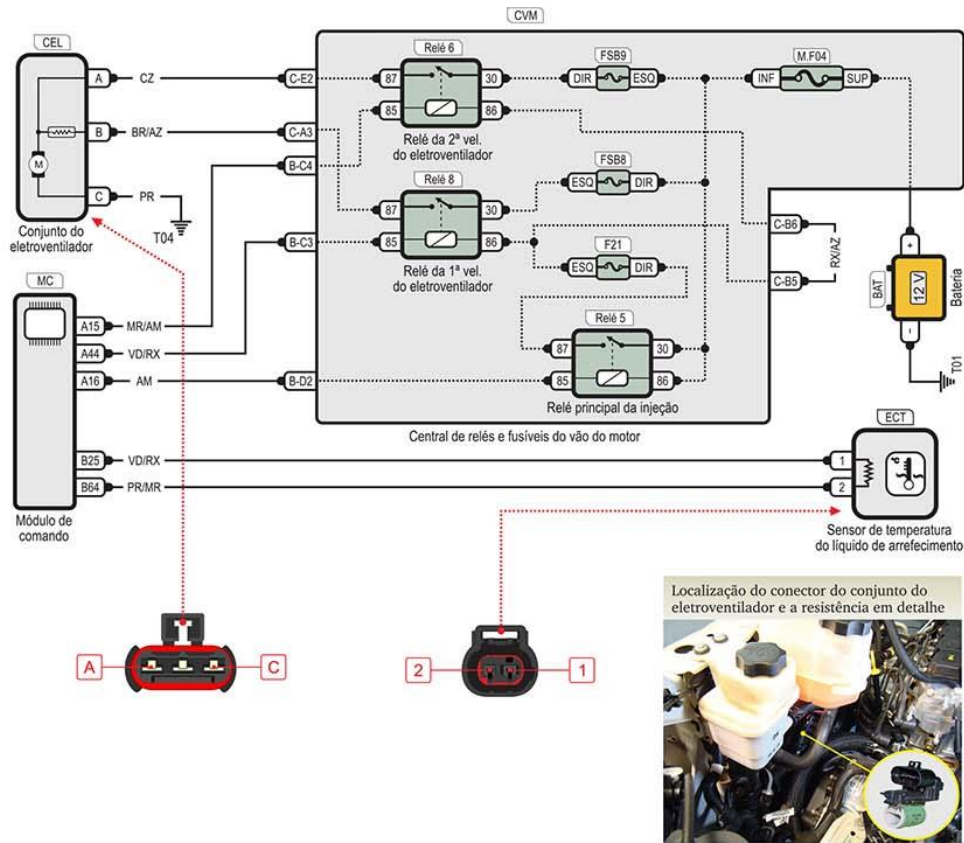 CVM
CEL
A
CZ
C-E2
B
BR/AZ
C-A3
B-C4
M
C
PR
T04
Conjunto do
eletroventilador
B-C3
Relé 6
87
30
85
86
Relé da 2ª vel.
do eletroventilador
FSB9
DIR
ESQ
M.F04
INF
SUP
Relé 8
87
30
85
86
Relé da 1ª vel.
do eletroventilador
FSB8
ESQ
DIR
F21
ESQ
DIR
C-B6
RX/AZ
C-B5
BAT
+
12 V
-
Bateria
T01
MC
A15
MR/AM
A44
VD/RX
A16
AM
B-D2
Relé 5
87
30
85
86
Relé principal da injeção
Central de relés e fusíveis do vão do motor
B25
VD/RX
B64
PR/MR
Módulo de
comando
ECT
1
2
Sensor de temperatura
do líquido de arrefecimento
A
C
2
1
Localização do conector do conjunto do
eletroventilador e a resistência em detalhe